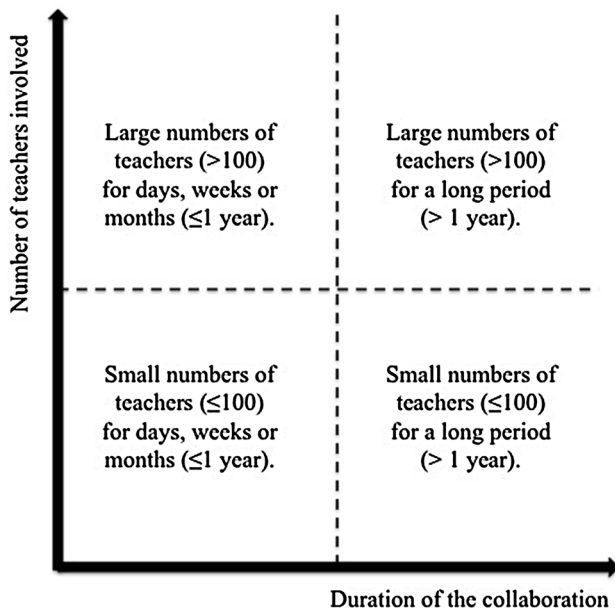 Number of teachers involved
Large numbers of
teachers (>100)
for days, weeks or
months (≤1 year).
Large numbers of
teachers (>100)
for a long period
(> 1 year).
Small numbers of
teachers (≤100)
for days, weeks or
months (≤1 year).
Small numbers of
teachers (≤100)
for a long period
(> 1 year).
Duration of the collaboration